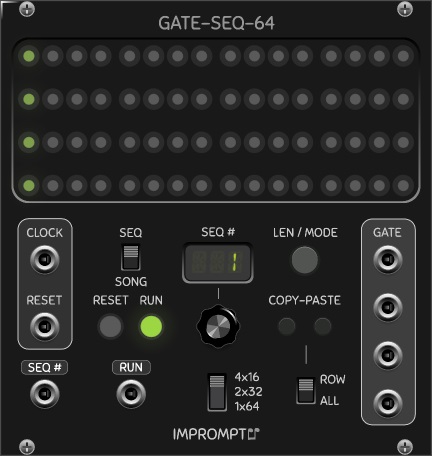 GATE-SEQ-64
CLOCK
SEQ
SEQ #
LEN / MODE
GATE
1
SONG
RESET
RESET
RUN
COPY-PASTE
SEQ #
RUN
4x16
2x32
1x64
ROW
ALL
IMPROMPTU